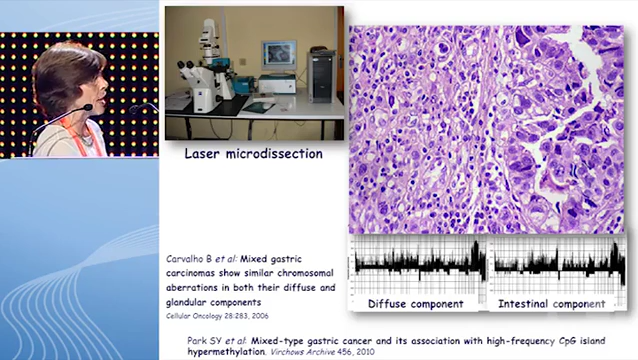 Laser microdissection
Carvalho B et al: Mixed gastric
carcinomas show similar chromosomal
aberrations in both their diffuse and
glandular components
Cellular Oncology 28:283, 2006
Diffuse component
Intestinal component
Park SY et al: Mixed-type gastric cancer and its association with high-frequency CpG island
hypermethylation. Virchows Archive 456, 2010